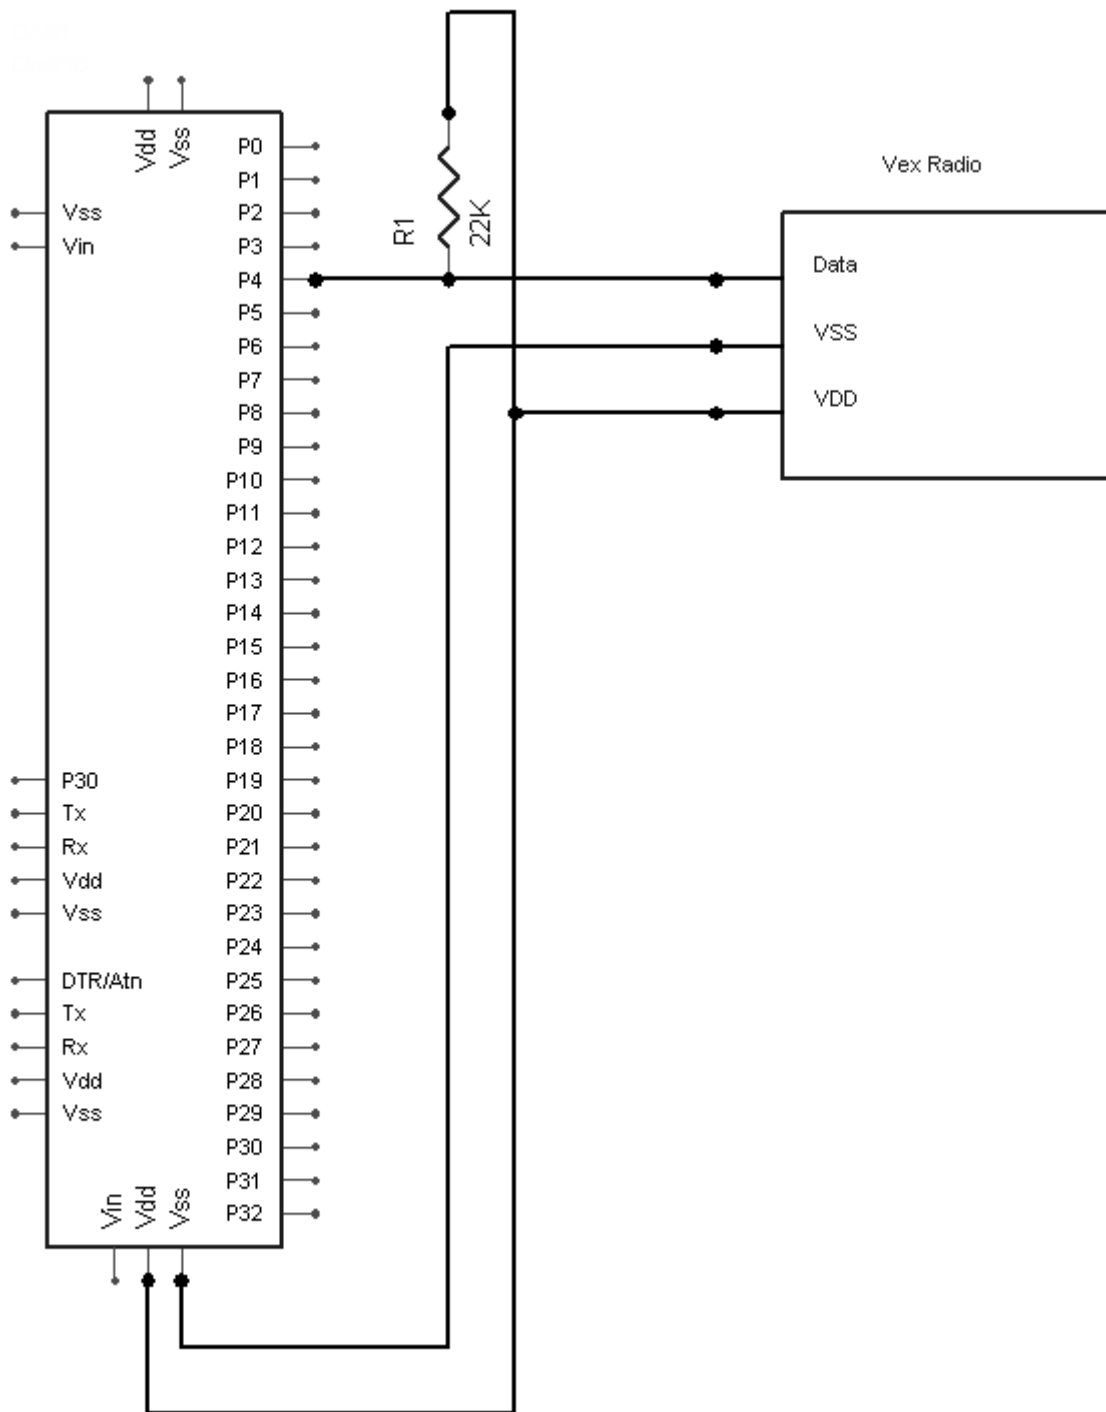 Vdd
Vss
Vss
Vin
P30
Tx
Rx
Vdd
Vss
DTR/Atn
Tx
Rx
Vdd
Vss
Vin
Vdd
Vss
P0
P1
P2
P3
P4
P5
P6
P7
P8
P9
P10
P11
P12
P13
P14
P15
P16
P17
P18
P19
P20
P21
P22
P23
P24
P25
P26
P27
P28
P29
P30
P31
P32
R1
22K
Vex Radio
Data
VSS
VDD